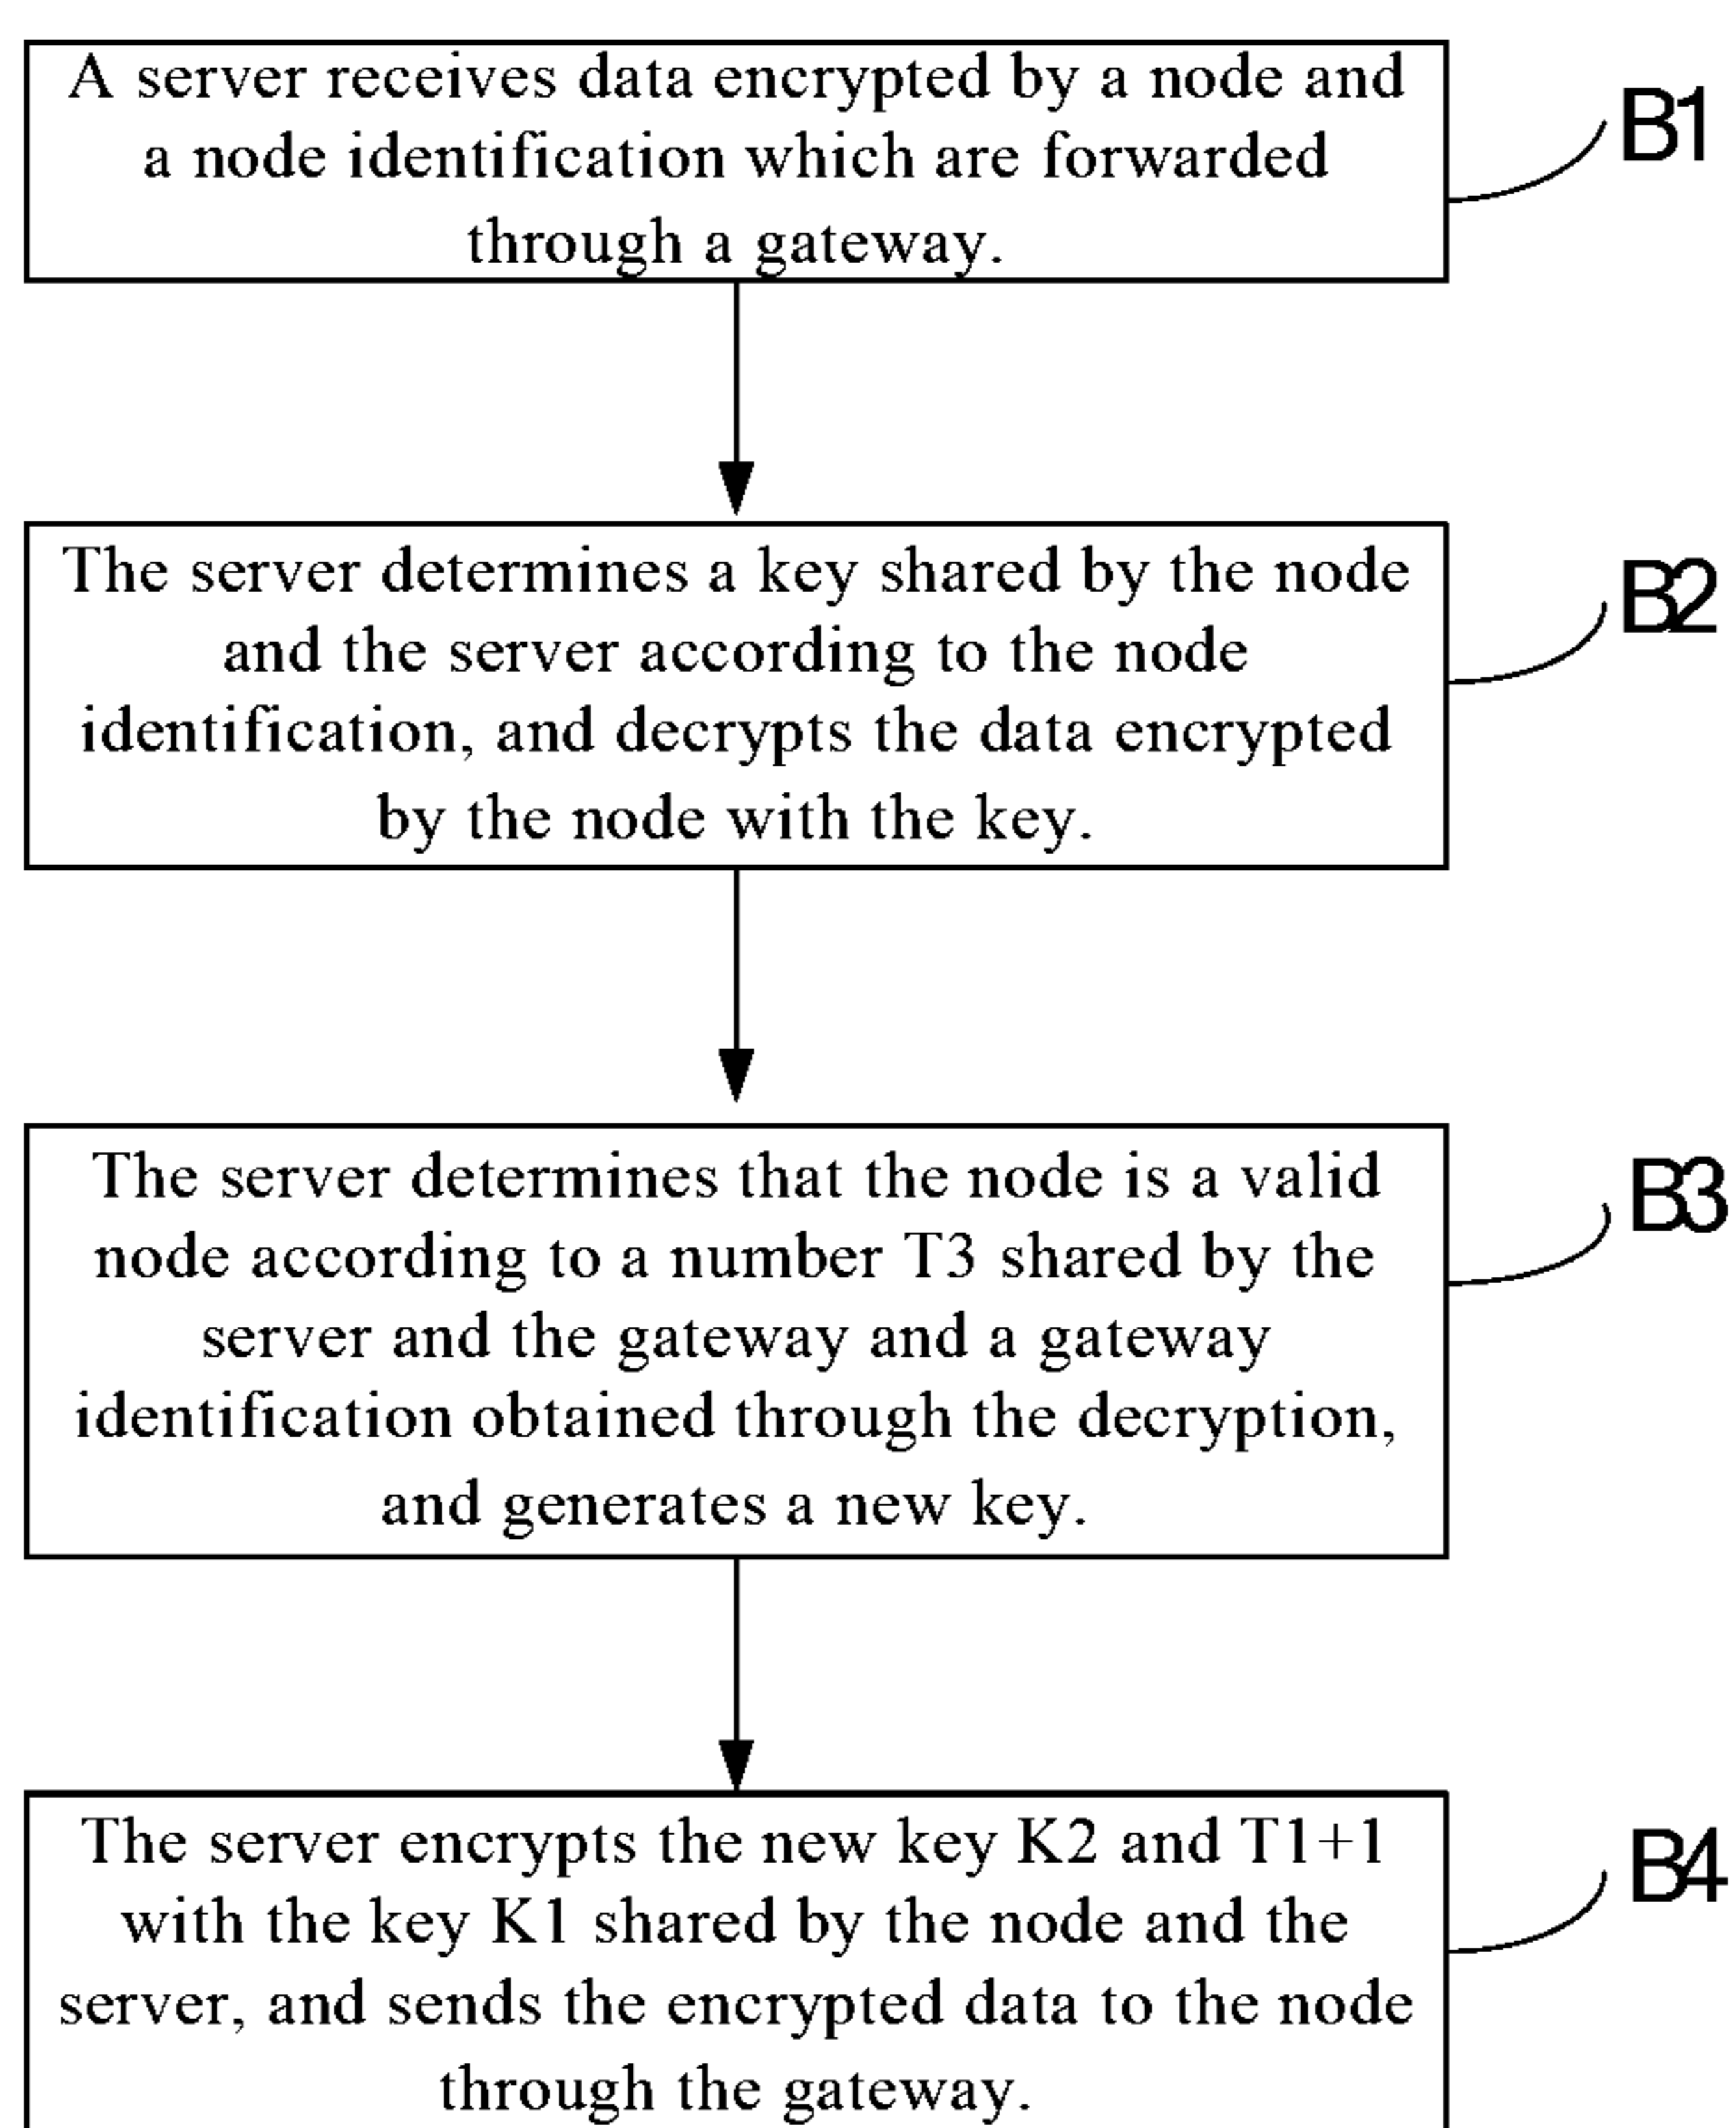 A server receives data encrypted by a node and
a node identification which are forwarded
through a gateway.
B1
The server determines a key shared by the node
and the server according to the node
identification, and decrypts the data encrypted
by the node with the key.
B2
The server determines that the node is a valid
node according to a number T3 shared by the
server and the gateway and a gateway
identification obtained through the decryption,
and generates a new key.
B3
The server encrypts the new key K2 and T1+1
with the key K1 shared by the node and the
server, and sends the encrypted data to the node
through the gateway.
B4